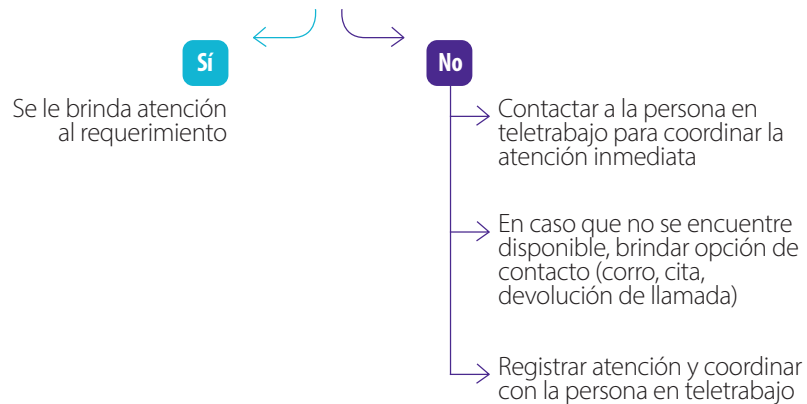 Sí
No
Se le brinda atención
al requerimiento
Contactar a la persona en
teletrabajo para coordinar la
atención inmediata
En caso que no se encuentre
disponible, brindar opción de
contacto (corro, cita,
devolución de llamada)
Registrar atención y coordinar
con la persona en teletrabajo